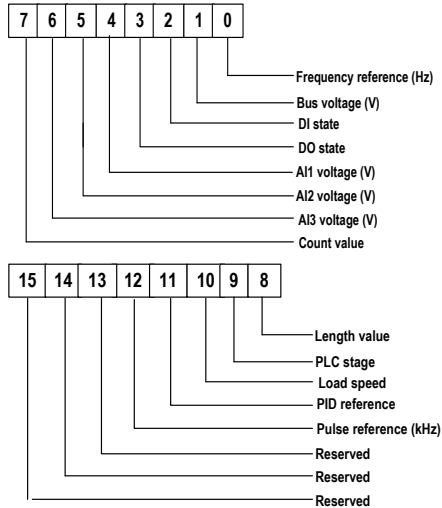 7 6 5 4 3 2 1 0
Frequency reference (Hz)
Bus voltage (V)
DI state
DO state
AI1 voltage (V)
AI2 voltage (V)
AI3 voltage (V)
Count value
15 14 13 12 11 10 9 8
Length value
PLC stage
Load speed
PID reference
Pulse reference (kHz)
Reserved
Reserved
Reserved